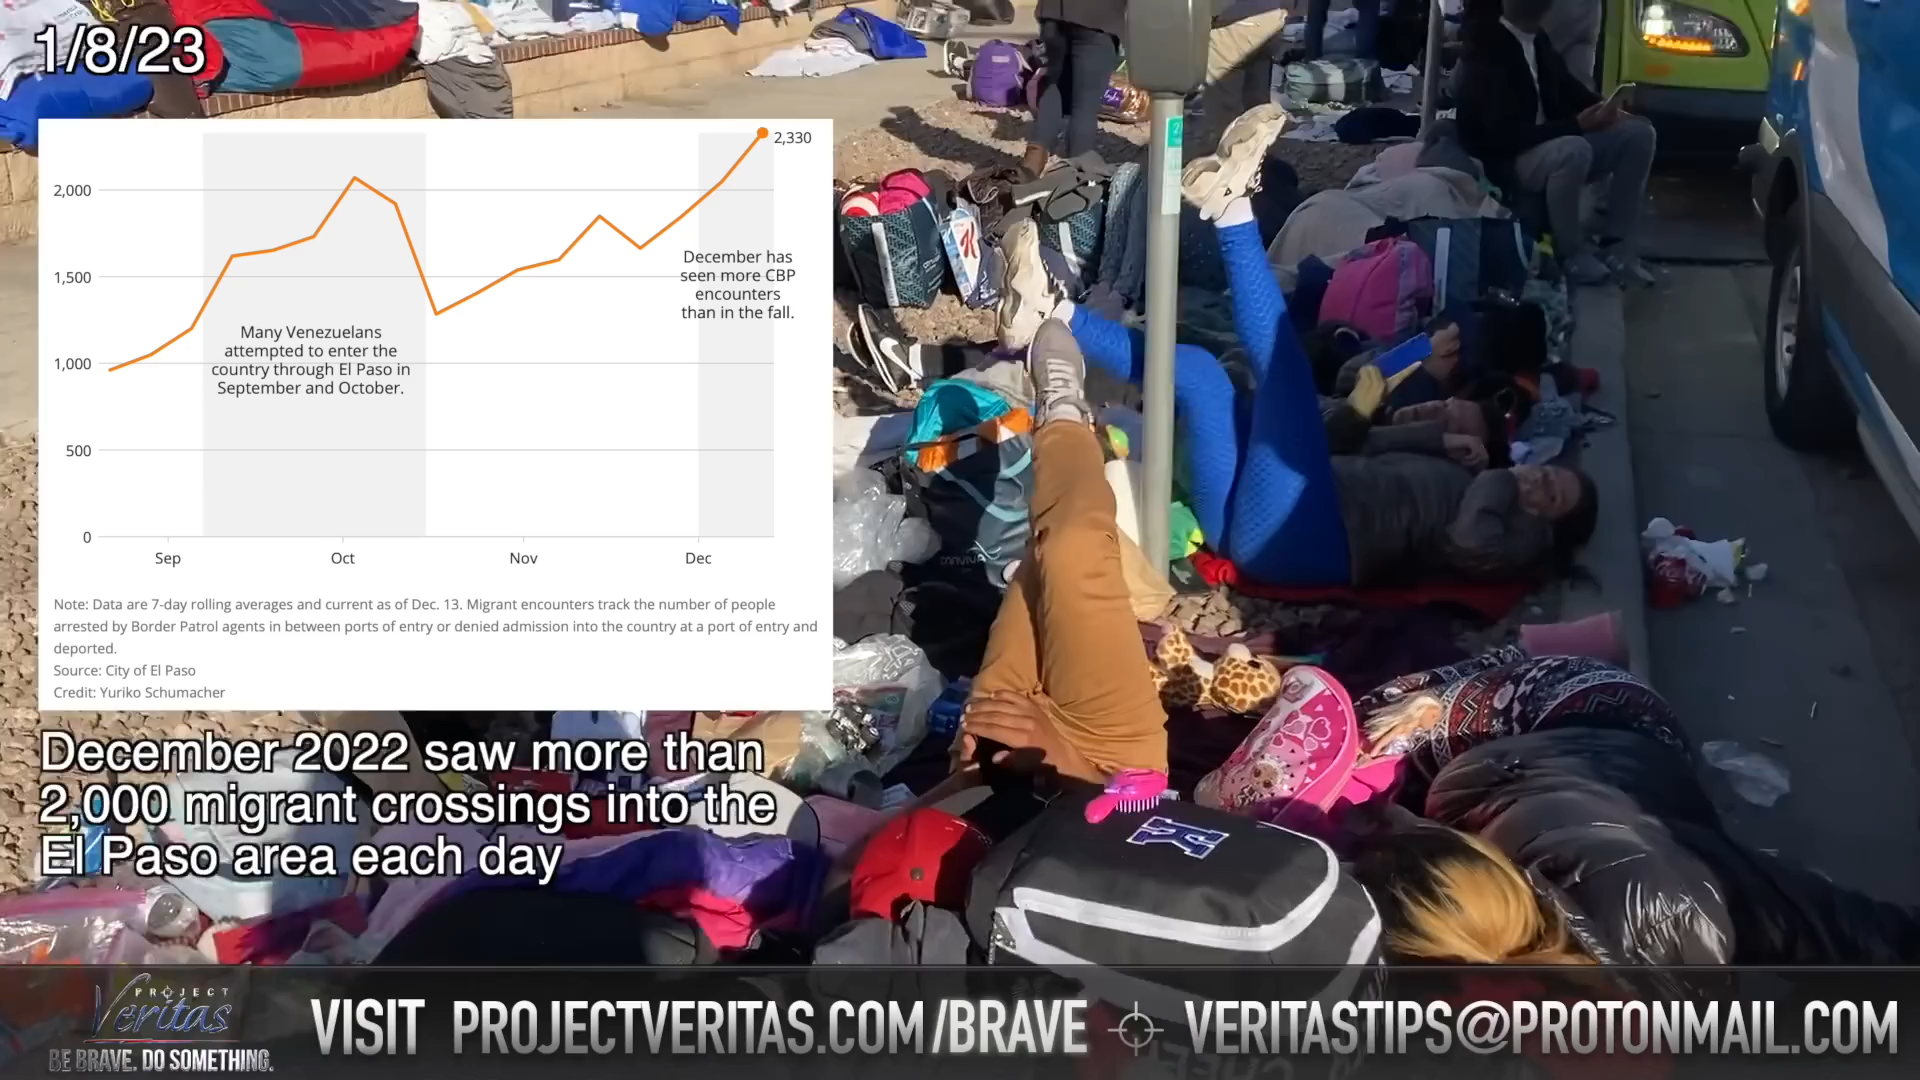 1/8/23
2,330
2,000
1,500
1,000
500
0
Sep
Oct
Nov
Dec
Many Venezuelans
attempted to enter the
country through El Paso in
September and October.
December has
seen more CBP
encounters
than in the fall.
Note: Data are 7-day rolling averages and current as of Dec. 13. Migrant encounters track the number of people
arrested by Border Patrol agents in between ports of entry or denied admission into the country at a port of entry and
deported.
Source: City of El Paso
Credit: Yuriko Schumacher
December 2022 saw more than
2,000 migrant crossings into the
El Paso area each day
K
PROJECT
Veritas
BE BRAVE. DO SOMETHING.
VISIT PROJECTVERITAS.COM/BRAVE
VERITASTIPS@PROTONMAIL.COM